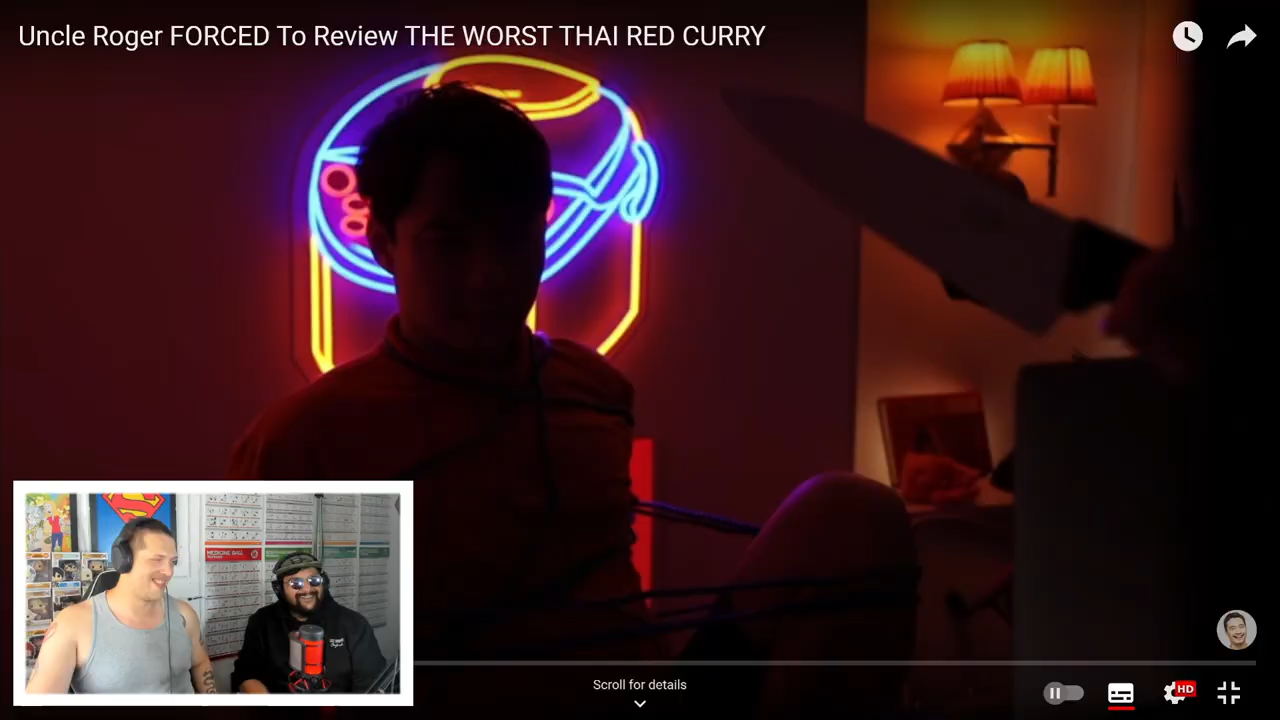 Uncle Roger FORCED To Review THE WORST THAI RED CURRY
MEDICINE BALL
Scroll for details
HD